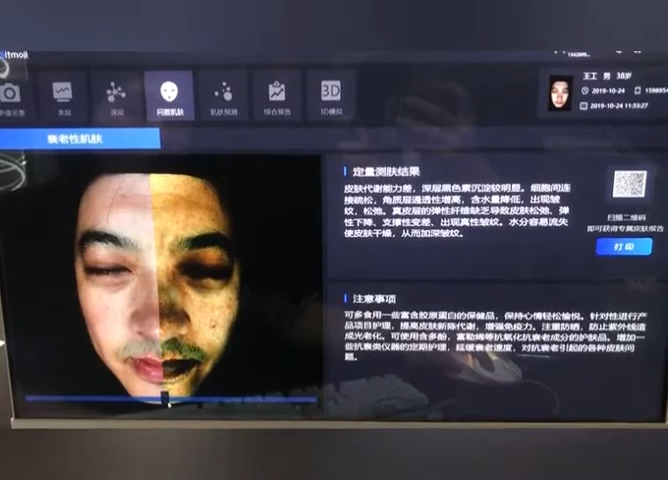 王工 男 38岁
2019-10-24
2019-10-24 11:33:27
表层
深层
问题肌肤
肌肤预测
综合报告
3D
3D模拟
衰老性肌肤
定量测肤结果
皮肤代谢能力差，深层黑色素沉淀较明显。细胞间连
接疏松，角质层通透性增高，含水量降低，出现皱
纹，松弛。真皮层的弹性纤维缺乏导致皮肤松弛、弹
性下降、支撑性变差、出现真性皱纹。水分容易流失
使皮肤干燥，从而加深皱纹。
扫描二维码
即可获得专属皮肤报告
打印
注意事项
可多食用一些富含胶原蛋白的保健品，保持心情轻松愉悦。针对性进行产
品项目护理，提高皮肤新陈代谢、增强免疫力。注重防晒，防止紫外线造
成光老化。可使用含多酚，富勒烯等抗氧化抗衰老成分的护肤品。增加一
些抗衰类仪器的定期护理，延缓衰老速度，对抗衰老引起的各种皮肤问
题。